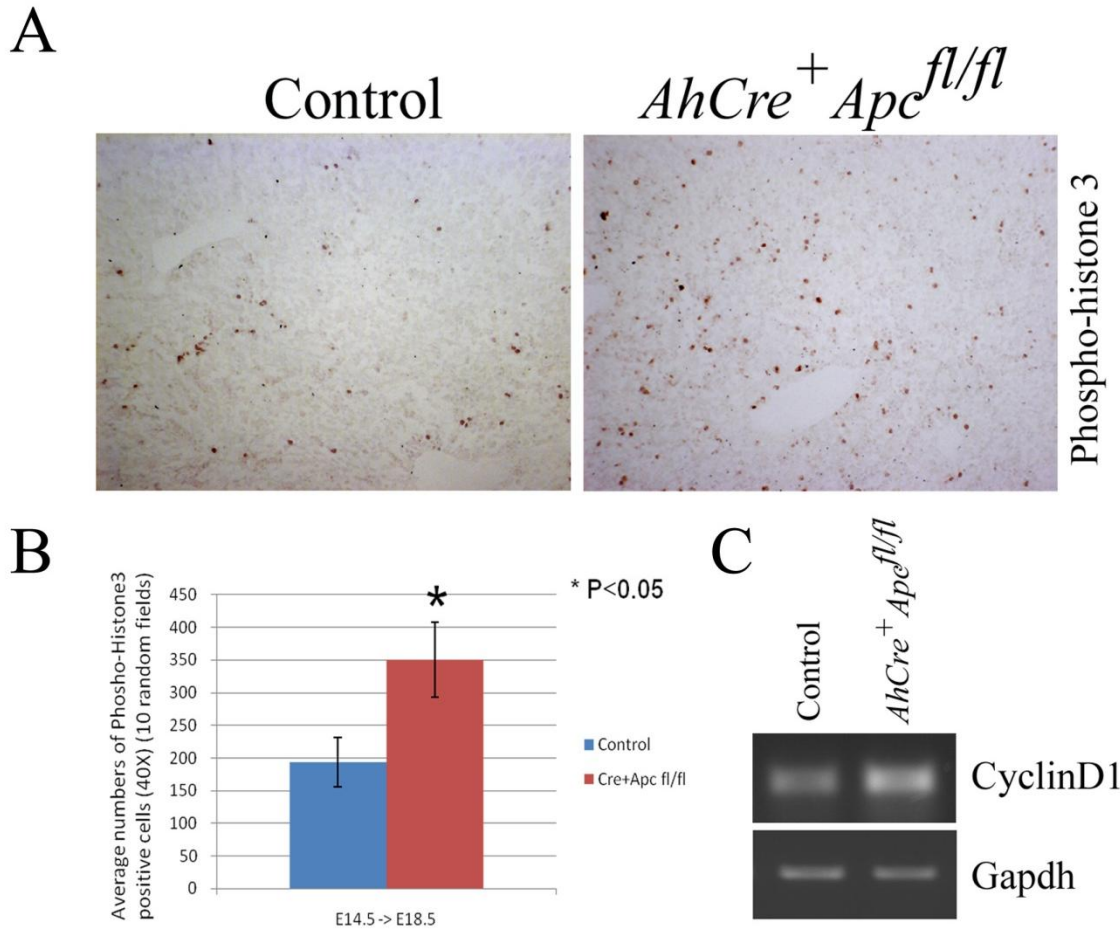 A
Control
AhCre+ Apcfl/fl
Phospho-histone 3
B
Average numbers of Phosho-Histone3
positive cells (40X) (10 random fields)
450
400
350
300
250
200
150
100
50
0
*
* P<0.05
Control
Cre+Apc fl/fl
E14.5 -> E18.5
C
Control
AhCre+ Apcfl/fl
CyclinD1
Gapdh